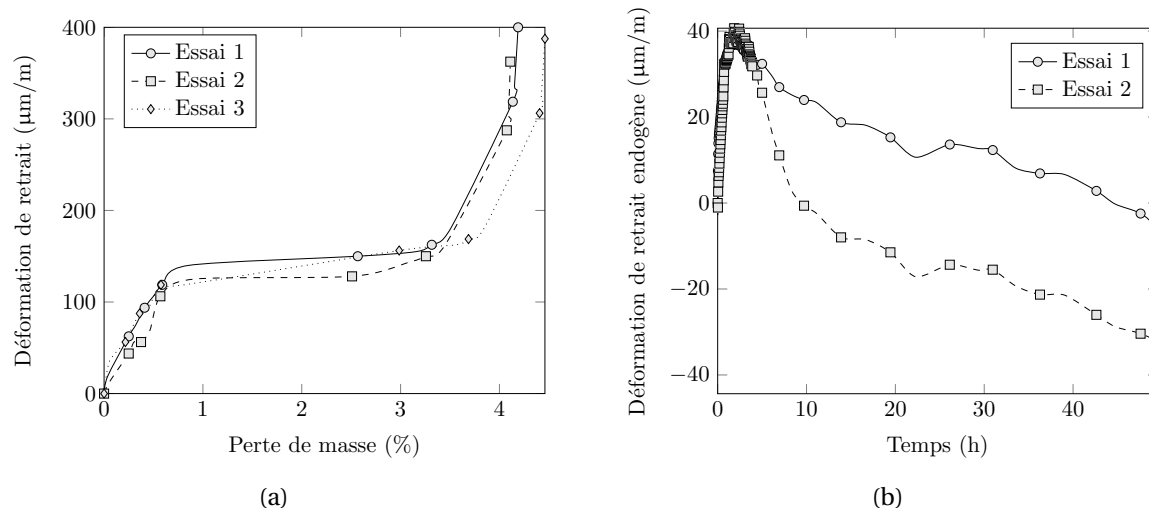 400
300
200
100
0
0
1
2
3
4
Déformation de retrait (µm/m)
Perte de masse (%)
Essai 1
Essai 2
Essai 3
(a)
40
20
0
−20
−40
0
10
20
30
40
Déformation de retrait endogène (µm/m)
Temps (h)
Essai 1
Essai 2
(b)